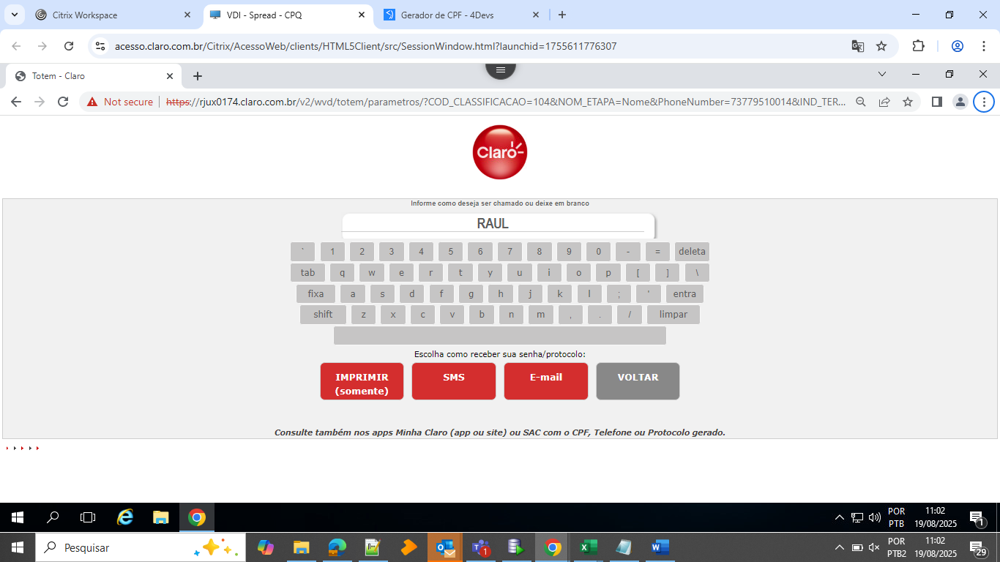 Citrix Workspace
VDI - Spread - CPQ
Gerador de CPF - 4Devs
acesso.claro.com.br/Citrix/AcessoWeb/clients/HTML5Client/src/SessionWindow.html?launchid=1755611776307
Totem - Claro
Not secure https://rjux0174.claro.com.br/v2/wvd/totem/parametros/?COD_CLASSIFICACAO=104&NOM_ETAPA=Nome&PhoneNumber=73779510014&IND_TER...
Claro
Informe como deseja ser chamado ou deixe em branco
RAUL
` 1 2 3 4 5 6 7 8 9 0 - = deleta
tab q w e r t y u i o p [ ] \
fixa a s d f g h j k l ; ' entra
shift z x c v b n m , . / limpar
Escolha como receber sua senha/protocolo:
IMPRIMIR
(somente)
SMS
E-mail
VOLTAR
Consulte também nos apps Minha Claro (app ou site) ou SAC com o CPF, Telefone ou Protocolo gerado.
POR
PTB
11:02
19/08/2025
1
Pesquisar
1
POR
PTB2
11:02
19/08/2025
29